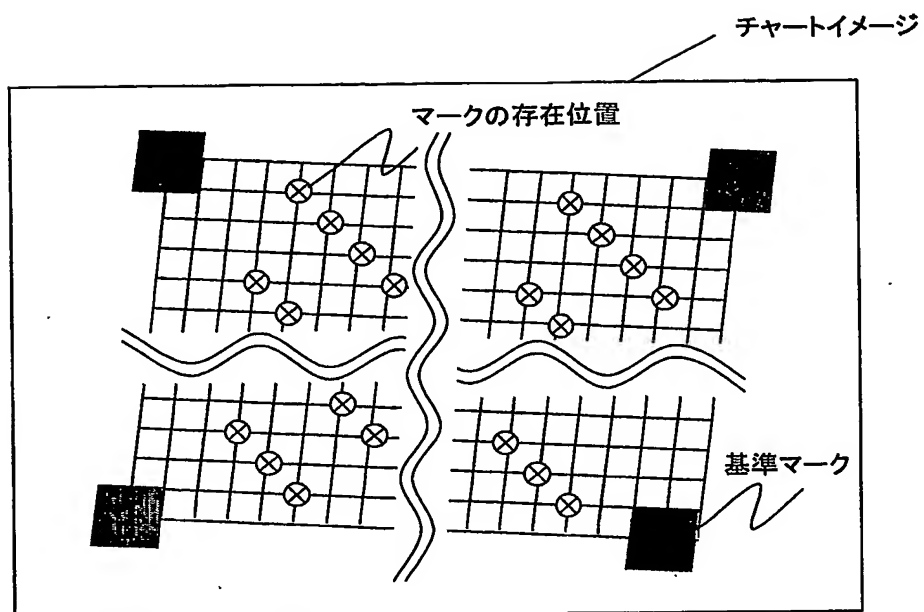 チャートイメージ
マークの存在位置
基準マーク